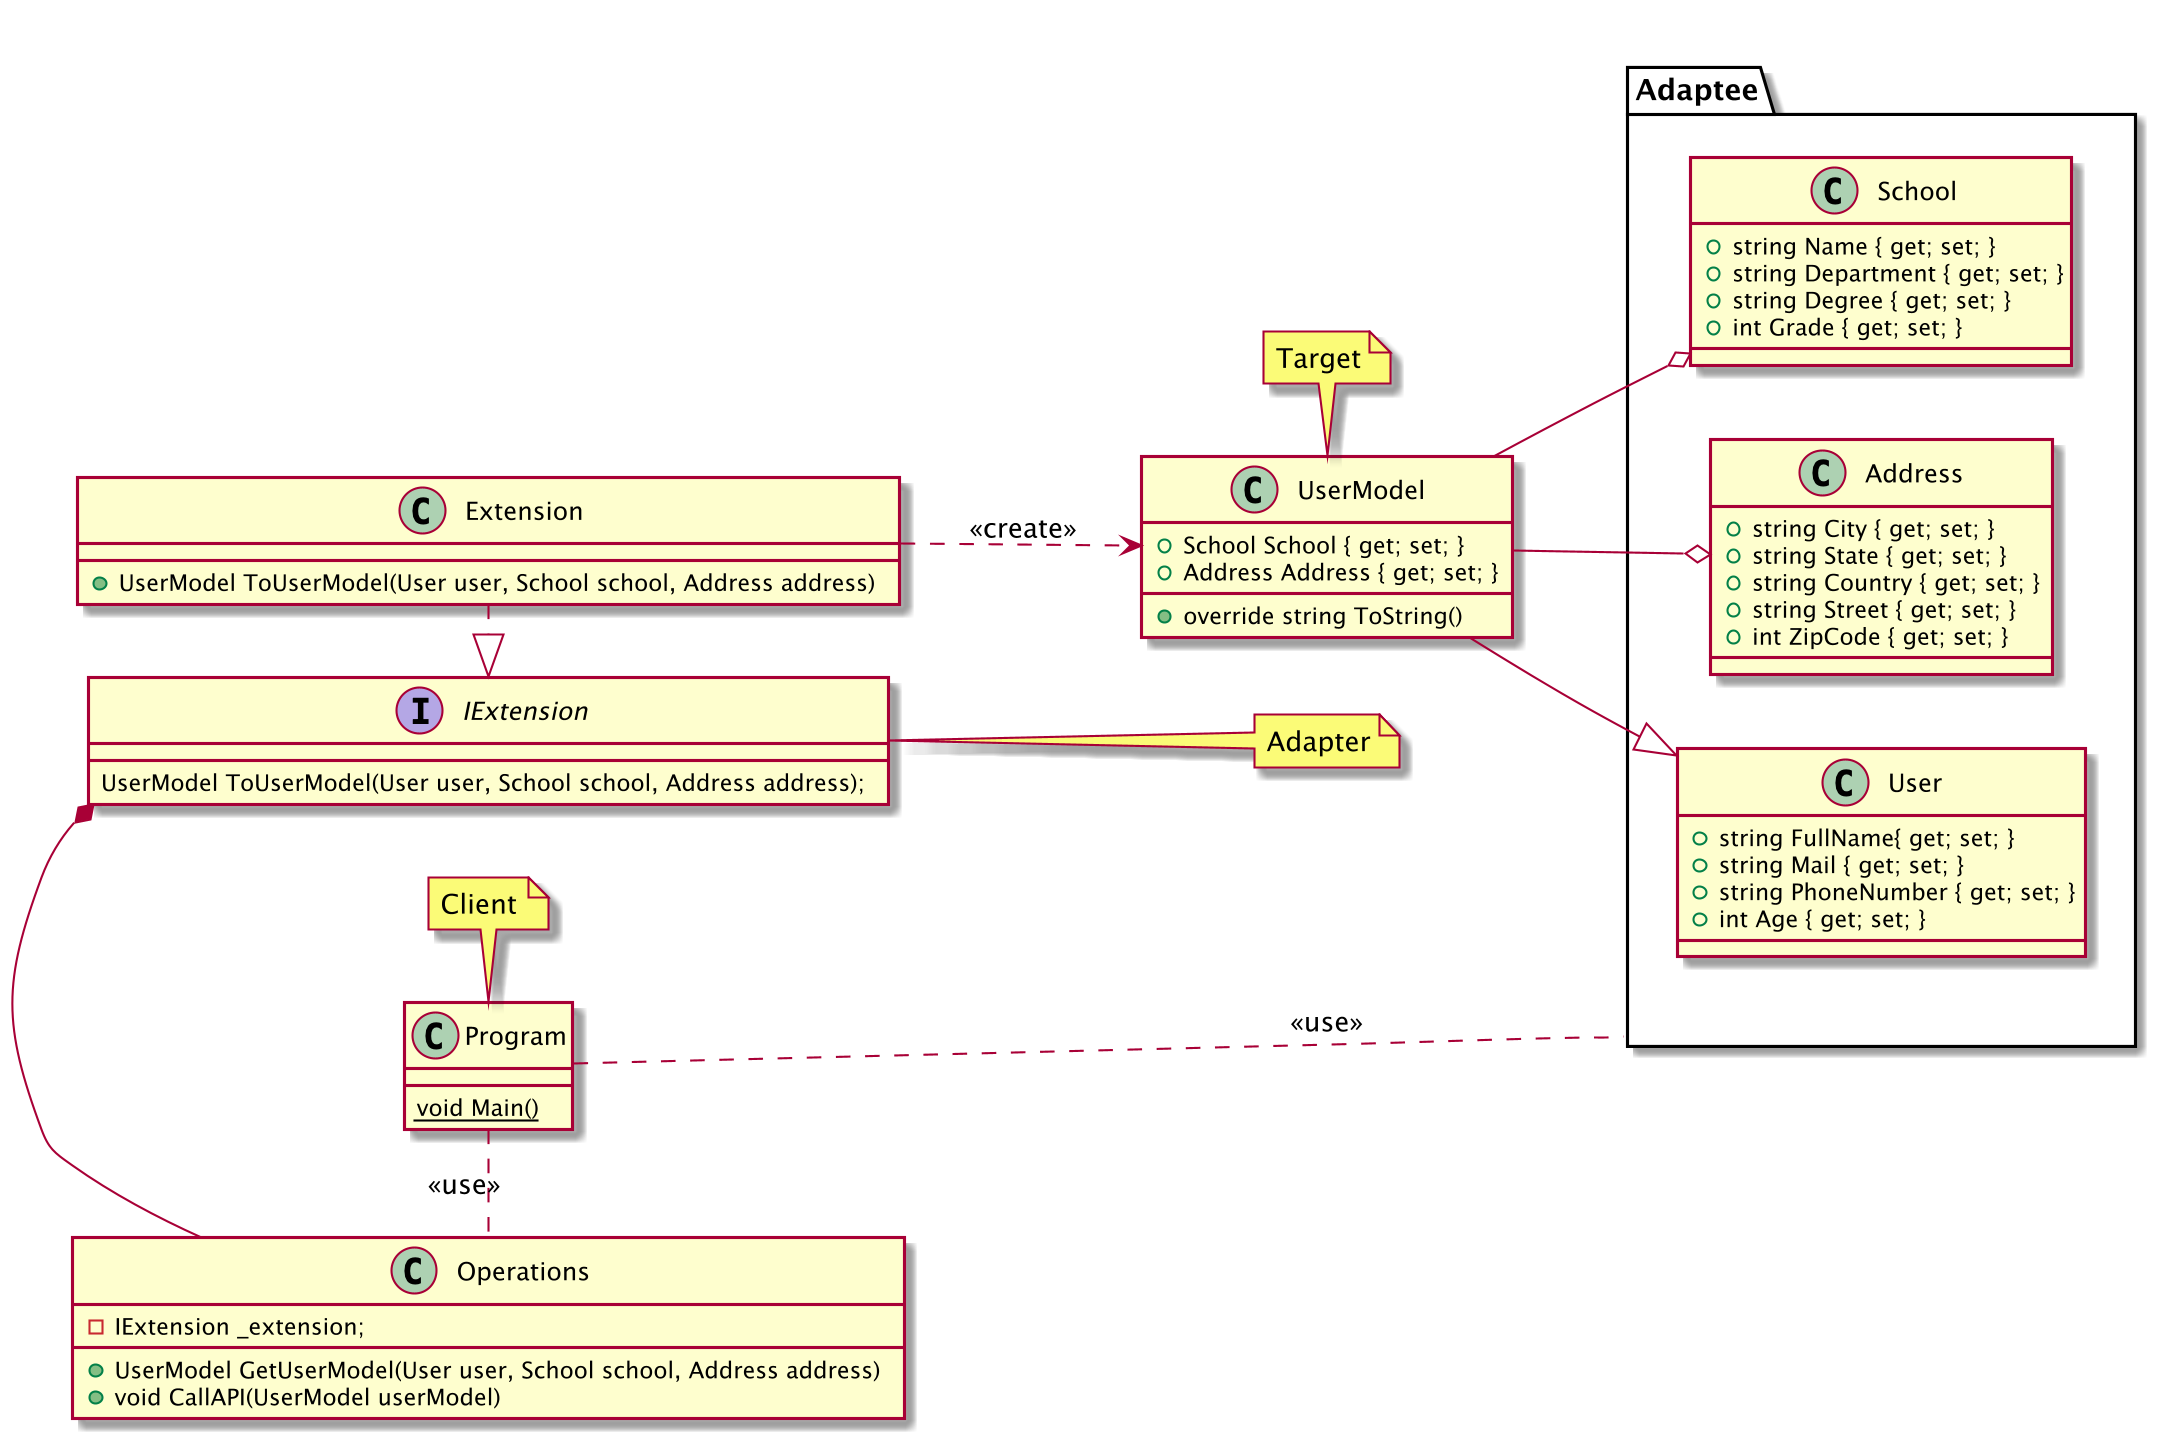 Adaptee
C School
string Name { get; set; }
string Department { get; set; }
string Degree { get; set; }
int Grade { get; set; }
Target
C Address
string City { get; set; }
string State { get; set; }
string Country { get; set; }
string Street { get; set; }
int ZipCode { get; set; }
C UserModel
School School { get; set; }
Address Address { get; set; }
override string ToString()
«create»
C Extension
UserModel ToUserModel(User user, School school, Address address)
I IExtension
UserModel ToUserModel(User user, School school, Address address);
Adapter
C User
string FullName{ get; set; }
string Mail { get; set; }
string PhoneNumber { get; set; }
int Age { get; set; }
Client
C Program
void Main()
«use»
«use»
C Operations
IExtension _extension;
UserModel GetUserModel(User user, School school, Address address)
void CallAPI(UserModel userModel)